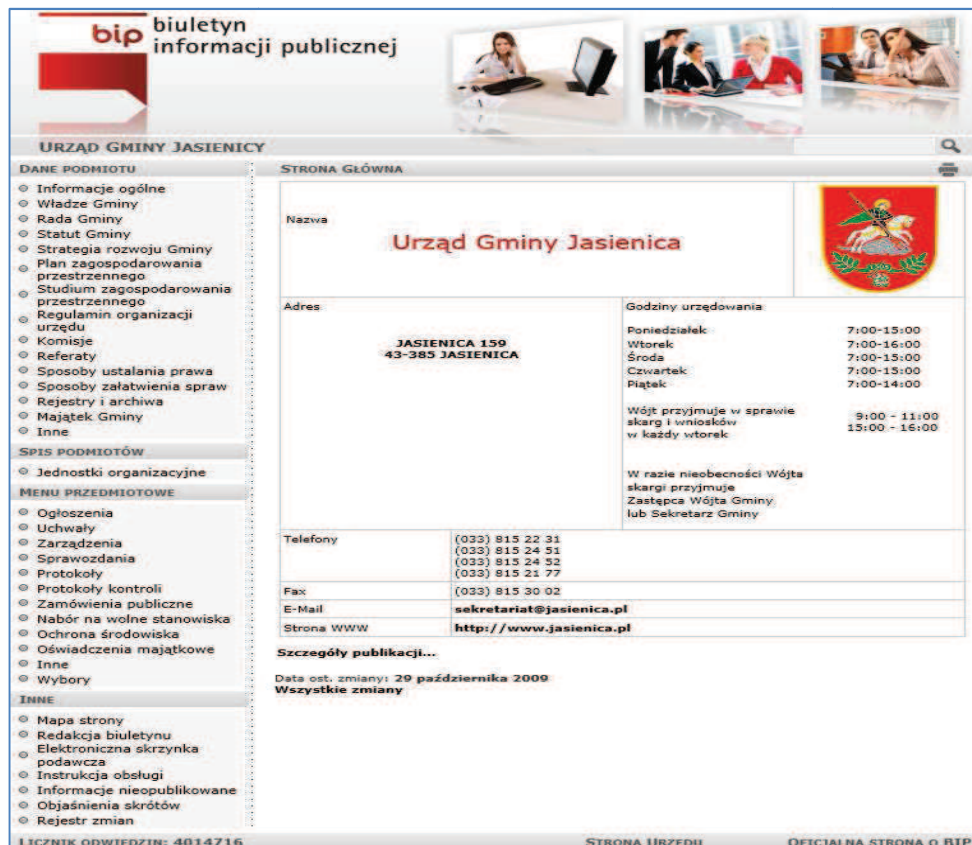 bip biuletyn
informacji publicznej
URZĄD GMINY JASIENICY
DANE PODMIOTU
Informacje ogólne
Władze Gminy
Rada Gminy
Statut Gminy
Strategia rozwoju Gminy
Plan zagospodarowania
przestrzennego
Studium zagospodarowania
przestrzennego
Regulamin organizacji
urzędu
Komisje
Referaty
Sposoby ustalania prawa
Sposoby załatwienia spraw
Rejestry i archiwa
Majątek Gminy
Inne
SPIS PODMIOTÓW
Jednostki organizacyjne
MENU PRZEDMIOTOWE
Ogłoszenia
Uchwały
Zarządzenia
Sprawozdania
Protokoły
Protokoły kontroli
Zamówienia publiczne
Nabór na wolne stanowiska
Ochrona środowiska
Oświadczenia majątkowe
Inne
Wybory
INNE
Mapa strony
Redakcja biuletynu
Elektroniczna skrzynka
podawcza
Instrukcja obsługi
Informacje nieopublikowane
Objaśnienia skrótów
Rejestr zmian
STRONA GŁÓWNA
Nazwa
Urząd Gminy Jasienica
Adres
JASIENICA 159
43-385 JASIENICA
Godziny urzędowania
Poniedziałek 7:00-15:00
Wtorek 7:00-16:00
Środa 7:00-15:00
Czwartek 7:00-15:00
Piątek 7:00-14:00
Wójt przyjmuje w sprawie 9:00 - 11:00
skarg i wniosków 15:00 - 16:00
w każdy wtorek
W razie nieobecności Wójta
skargi przyjmuje
Zastępca Wójta Gminy
lub Sekretarz Gminy
Telefony (033) 815 22 31
(033) 815 24 51
(033) 815 24 52
(033) 815 21 77
Fax (033) 815 30 02
E-Mail sekretariat@jasienica.pl
Strona WWW http://www.jasienica.pl
Szczegóły publikacji...
Data ost. zmiany: 29 października 2009
Wszystkie zmiany
LICZNIK ODWIEDZIN: 4014716 STRONA URZĘDU OFICJALNA STRONA O BIP